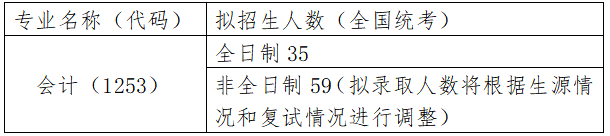 专业名称（代码） 拟招生人数（全国统考）
会计（1253） 全日制 35
非全日制 59（拟录取人数将根据生源情
况和复试情况进行调整）